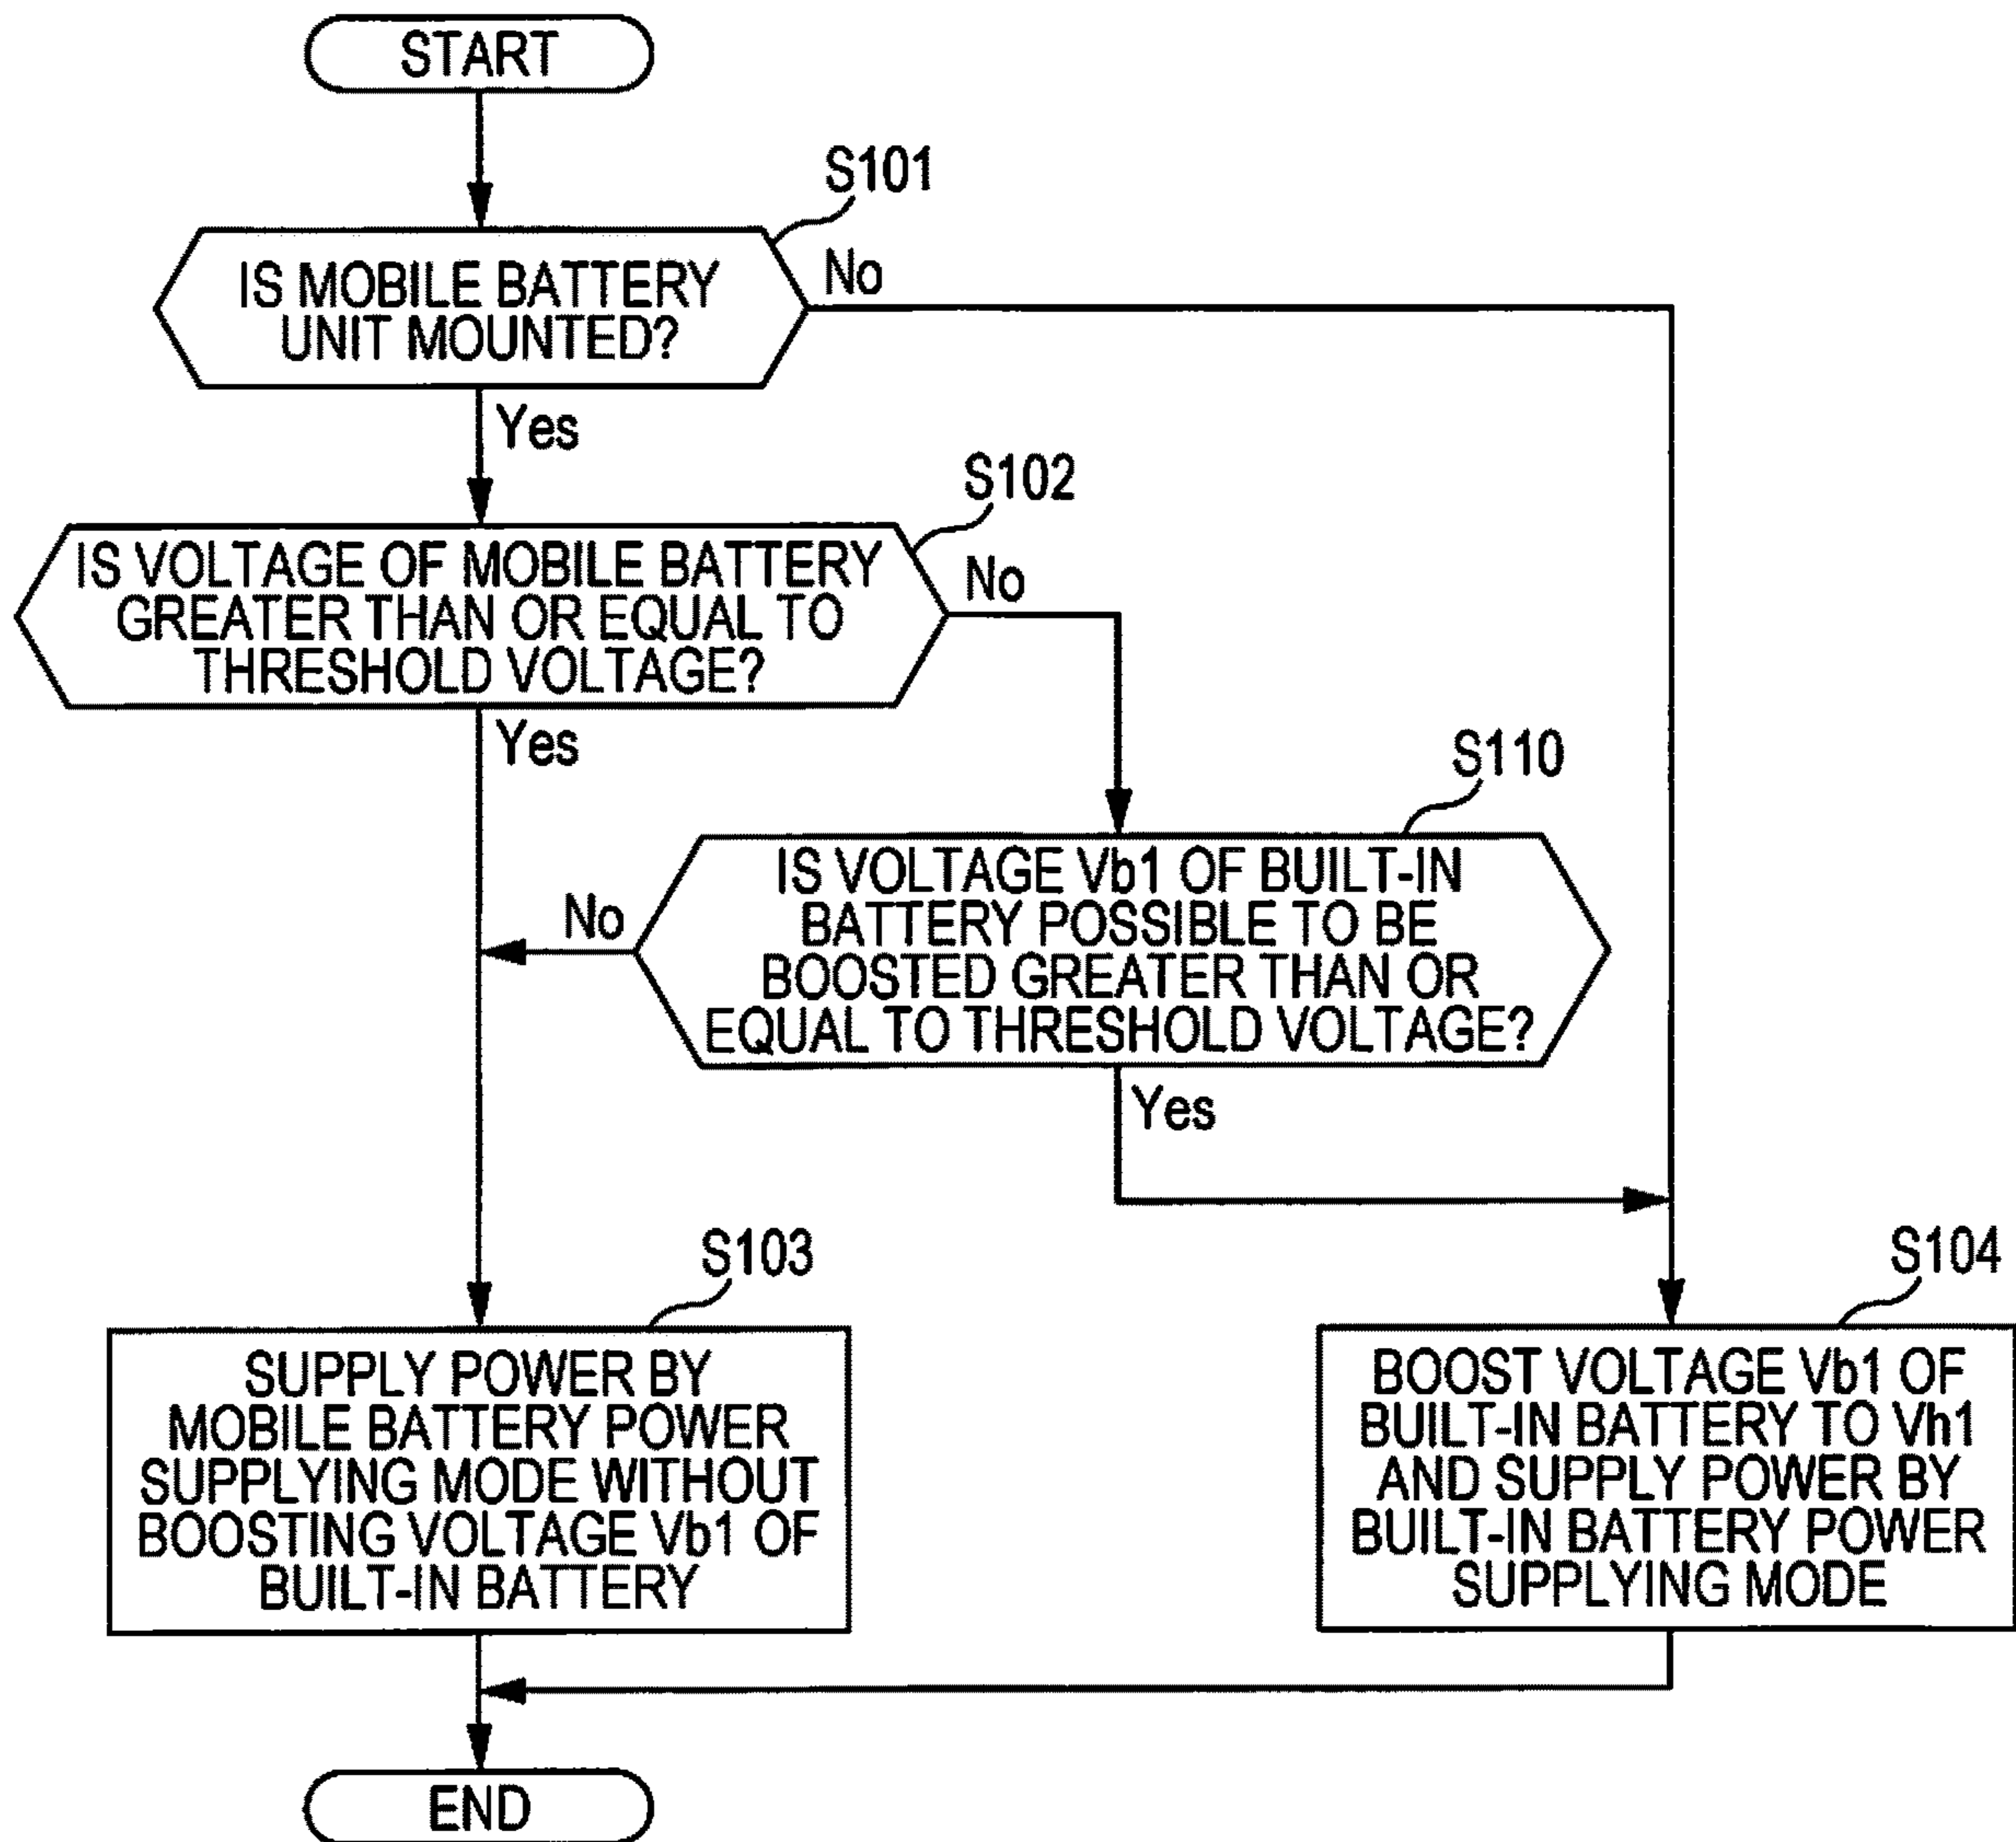 START
S101
IS MOBILE BATTERY
UNIT MOUNTED?
No
Yes
S102
IS VOLTAGE OF MOBILE BATTERY
GREATER THAN OR EQUAL TO
THRESHOLD VOLTAGE?
No
Yes
S110
IS VOLTAGE Vb1 OF BUILT-IN
BATTERY POSSIBLE TO BE
BOOSTED GREATER THAN OR
EQUAL TO THRESHOLD VOLTAGE?
No
Yes
S103
SUPPLY POWER BY
MOBILE BATTERY POWER
SUPPLYING MODE WITHOUT
BOOSTING VOLTAGE Vb1 OF
BUILT-IN BATTERY
S104
BOOST VOLTAGE Vb1 OF
BUILT-IN BATTERY TO Vh1
AND SUPPLY POWER BY
BUILT-IN BATTERY POWER
SUPPLYING MODE
END